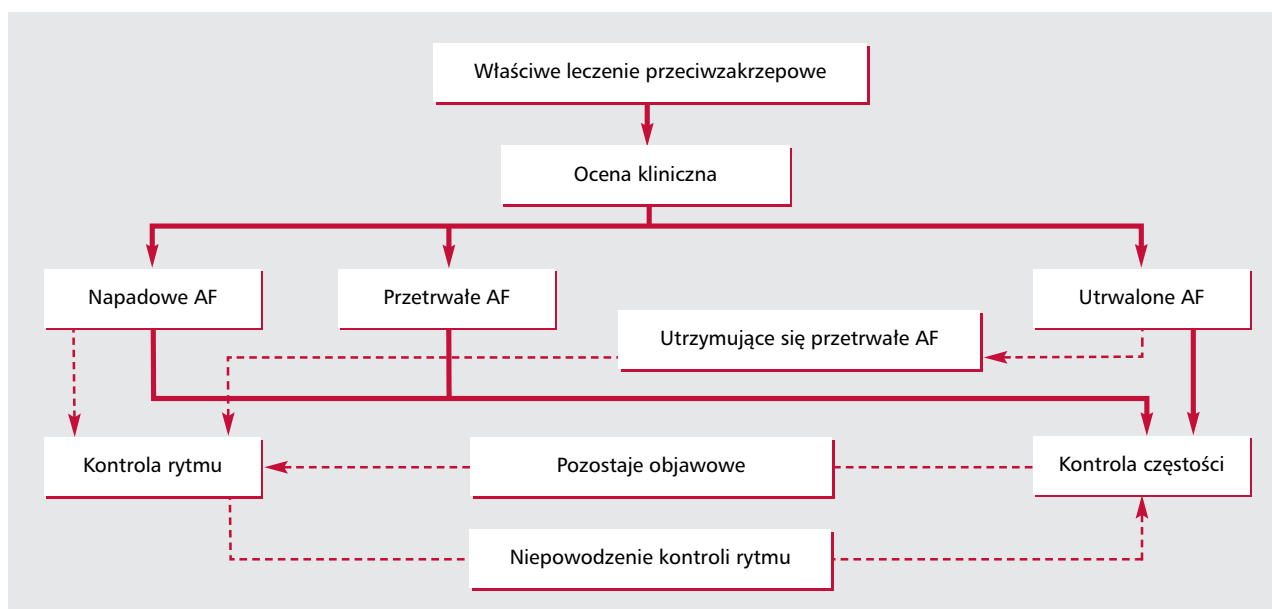 Właściwe leczenie przeciwzakrzepowe
Ocena kliniczna
Napadowe AF
Przetrwałe AF
Utrwalone AF
Utrzymujące się przetrwałe AF
Kontrola rytmu
Pozostaje objawowe
Kontrola częstości
Niepowodzenie kontroli rytmu